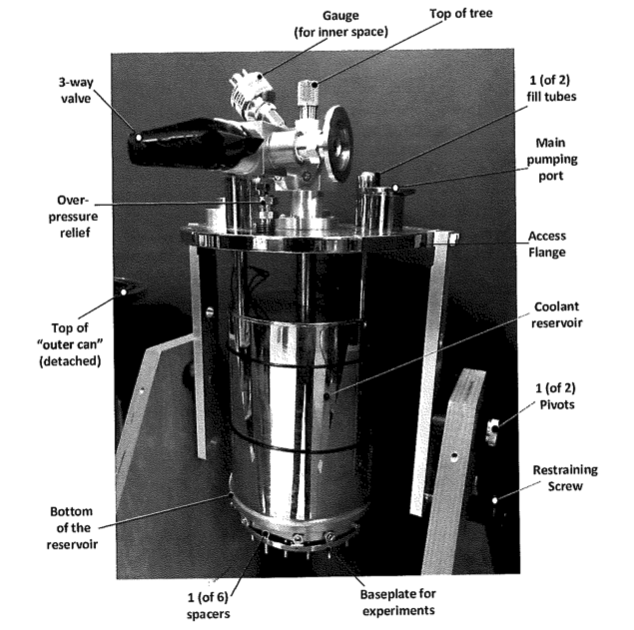 Gauge
(for inner space)
Top of tree
3-way
valve
1 (of 2)
fill tubes
Main
pumping
port
Over-
pressure
relief
Access
Flange
Top of
“outer can”
(detached)
Coolant
reservoir
1 (of 2)
Pivots
Restraining
Screw
Bottom
of the
reservoir
1 (of 6)
spacers
Baseplate for
experiments